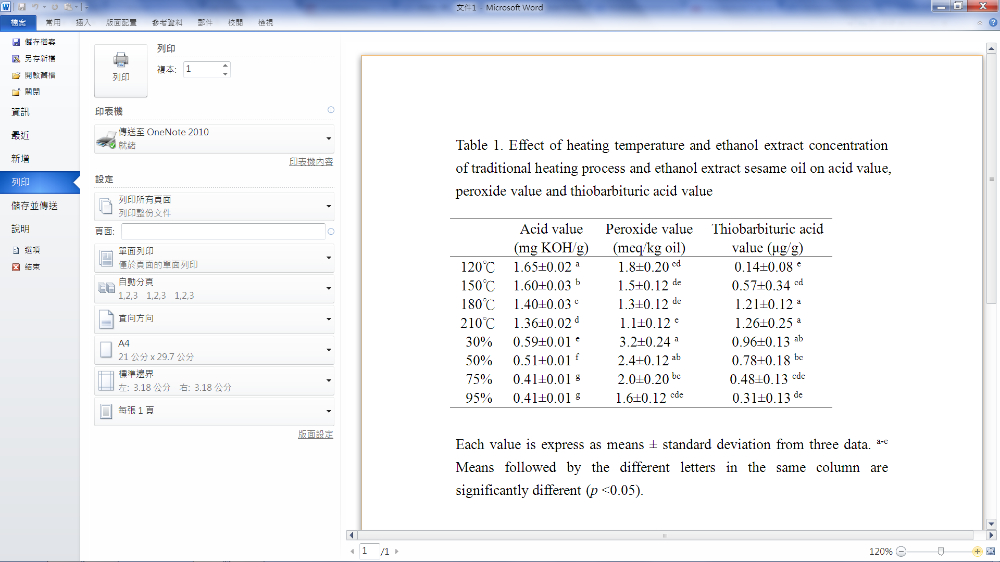 文件1 - Microsoft Word
檔案 常用 插入 版面配置 參考資料 郵件 校閱 檢視
儲存檔案
另存新檔
開啟舊檔
關閉
資訊
最近
新增
列印
儲存並傳送
說明
選項
結束
列印
列印
複本: 1
印表機
傳送至 OneNote 2010
就緒
印表機內容
設定
列印所有頁面
列印整份文件
頁面:
單面列印
僅於頁面的單面列印
自動分頁
1,2,3 1,2,3 1,2,3
直向方向
A4
21 公分 x 29.7 公分
標準邊界
左: 3.18 公分 右: 3.18 公分
每張 1 頁
版面設定
Table 1. Effect of heating temperature and ethanol extract concentration
of traditional heating process and ethanol extract sesame oil on acid value,
peroxide value and thiobarbituric acid value
Acid value Peroxide value Thiobarbituric acid
(mg KOH/g) (meq/kg oil) value (μg/g)
120℃ 1.65±0.02 a 1.8±0.20 cd 0.14±0.08 e
150℃ 1.60±0.03 b 1.5±0.12 de 0.57±0.34 cd
180℃ 1.40±0.03 c 1.3±0.12 de 1.21±0.12 a
210℃ 1.36±0.02 d 1.1±0.12 e 1.26±0.25 a
30% 0.59±0.01 e 3.2±0.24 a 0.96±0.13 ab
50% 0.51±0.01 f 2.4±0.12 ab 0.78±0.18 bc
75% 0.41±0.01 g 2.0±0.20 bc 0.48±0.13 cde
95% 0.41±0.01 g 1.6±0.12 cde 0.31±0.13 de
Each value is express as means ± standard deviation from three data. a-e
Means followed by the different letters in the same column are
significantly different (p <0.05).
1 /1
120%